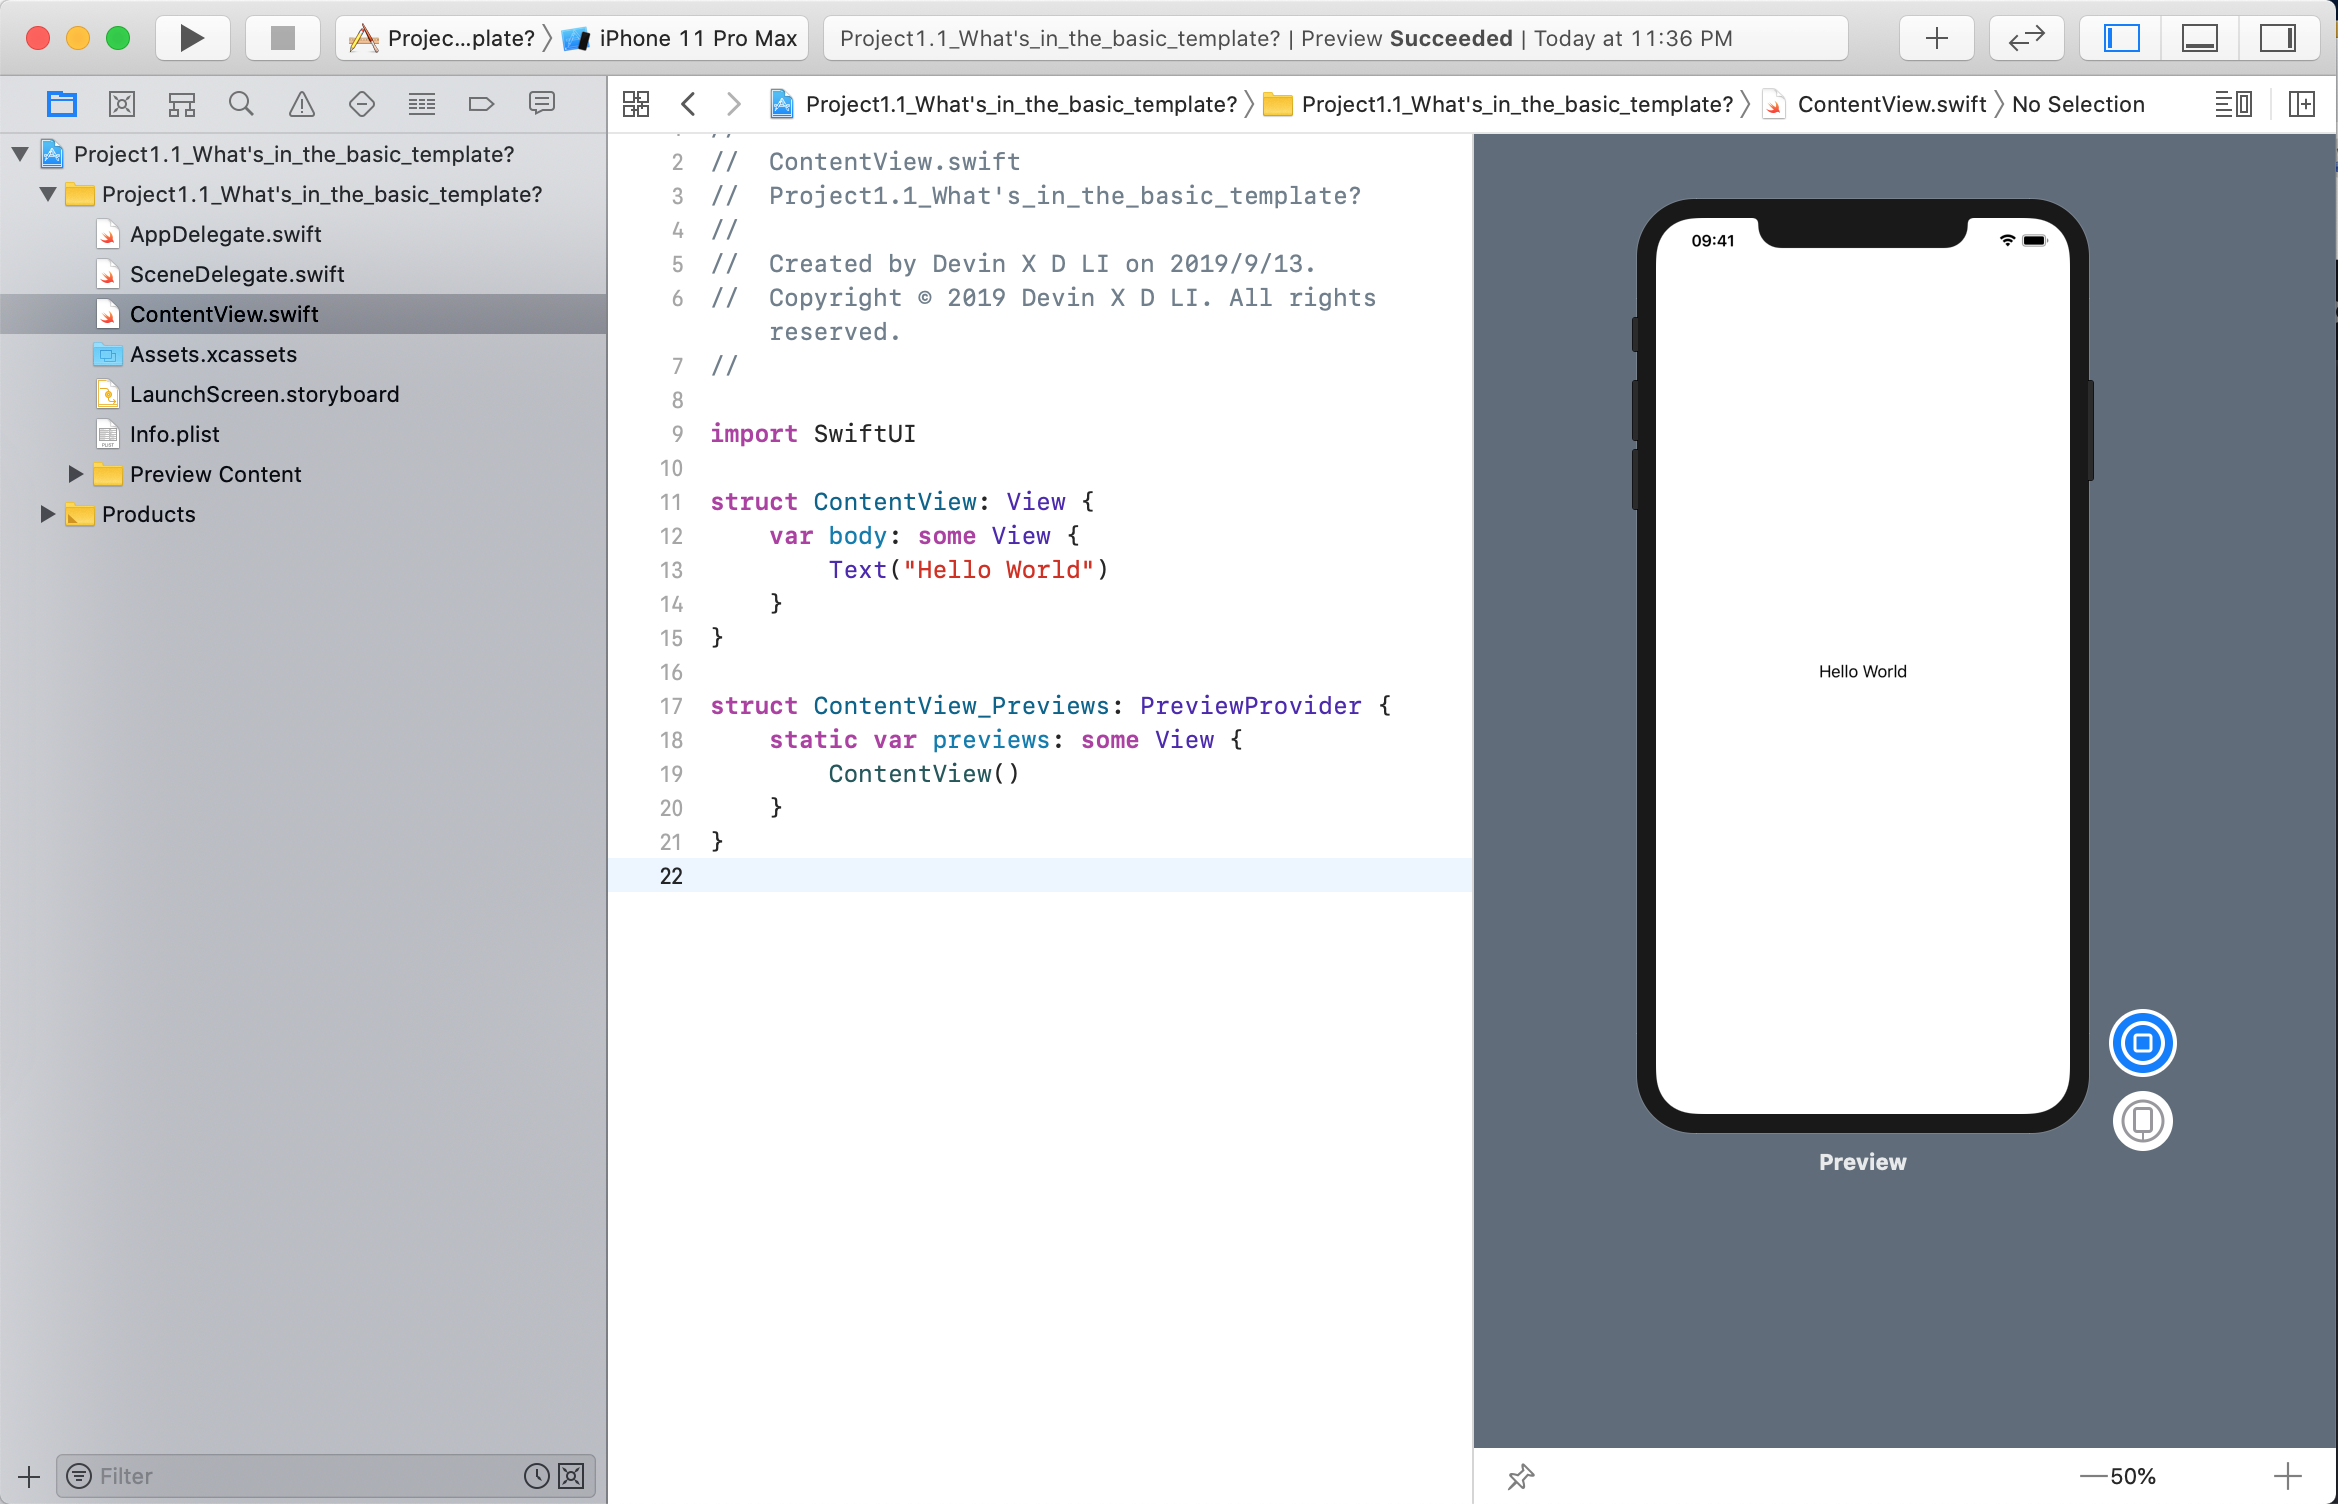 Projec...plate? iPhone 11 Pro Max
Project1.1_What's_in_the_basic_template? | Preview Succeeded | Today at 11:36 PM
Project1.1_What's_in_the_basic_template?
Project1.1_What's_in_the_basic_template?
AppDelegate.swift
SceneDelegate.swift
ContentView.swift
Assets.xcassets
LaunchScreen.storyboard
Info.plist
Preview Content
Products
Filter
Project1.1_What's_in_the_basic_template? Project1.1_What's_in_the_basic_template? ContentView.swift No Selection
//
2 //  ContentView.swift
3 //  Project1.1_What's_in_the_basic_template?
4 //
5 //  Created by Devin X D LI on 2019/9/13.
6 //  Copyright © 2019 Devin X D LI. All rights
reserved.
7 //
8
9 import SwiftUI
10
11 struct ContentView: View {
12     var body: some View {
13         Text("Hello World")
14     }
15 }
16
17 struct ContentView_Previews: PreviewProvider {
18     static var previews: some View {
19         ContentView()
20     }
21 }
22
09:41
Hello World
Preview
50%